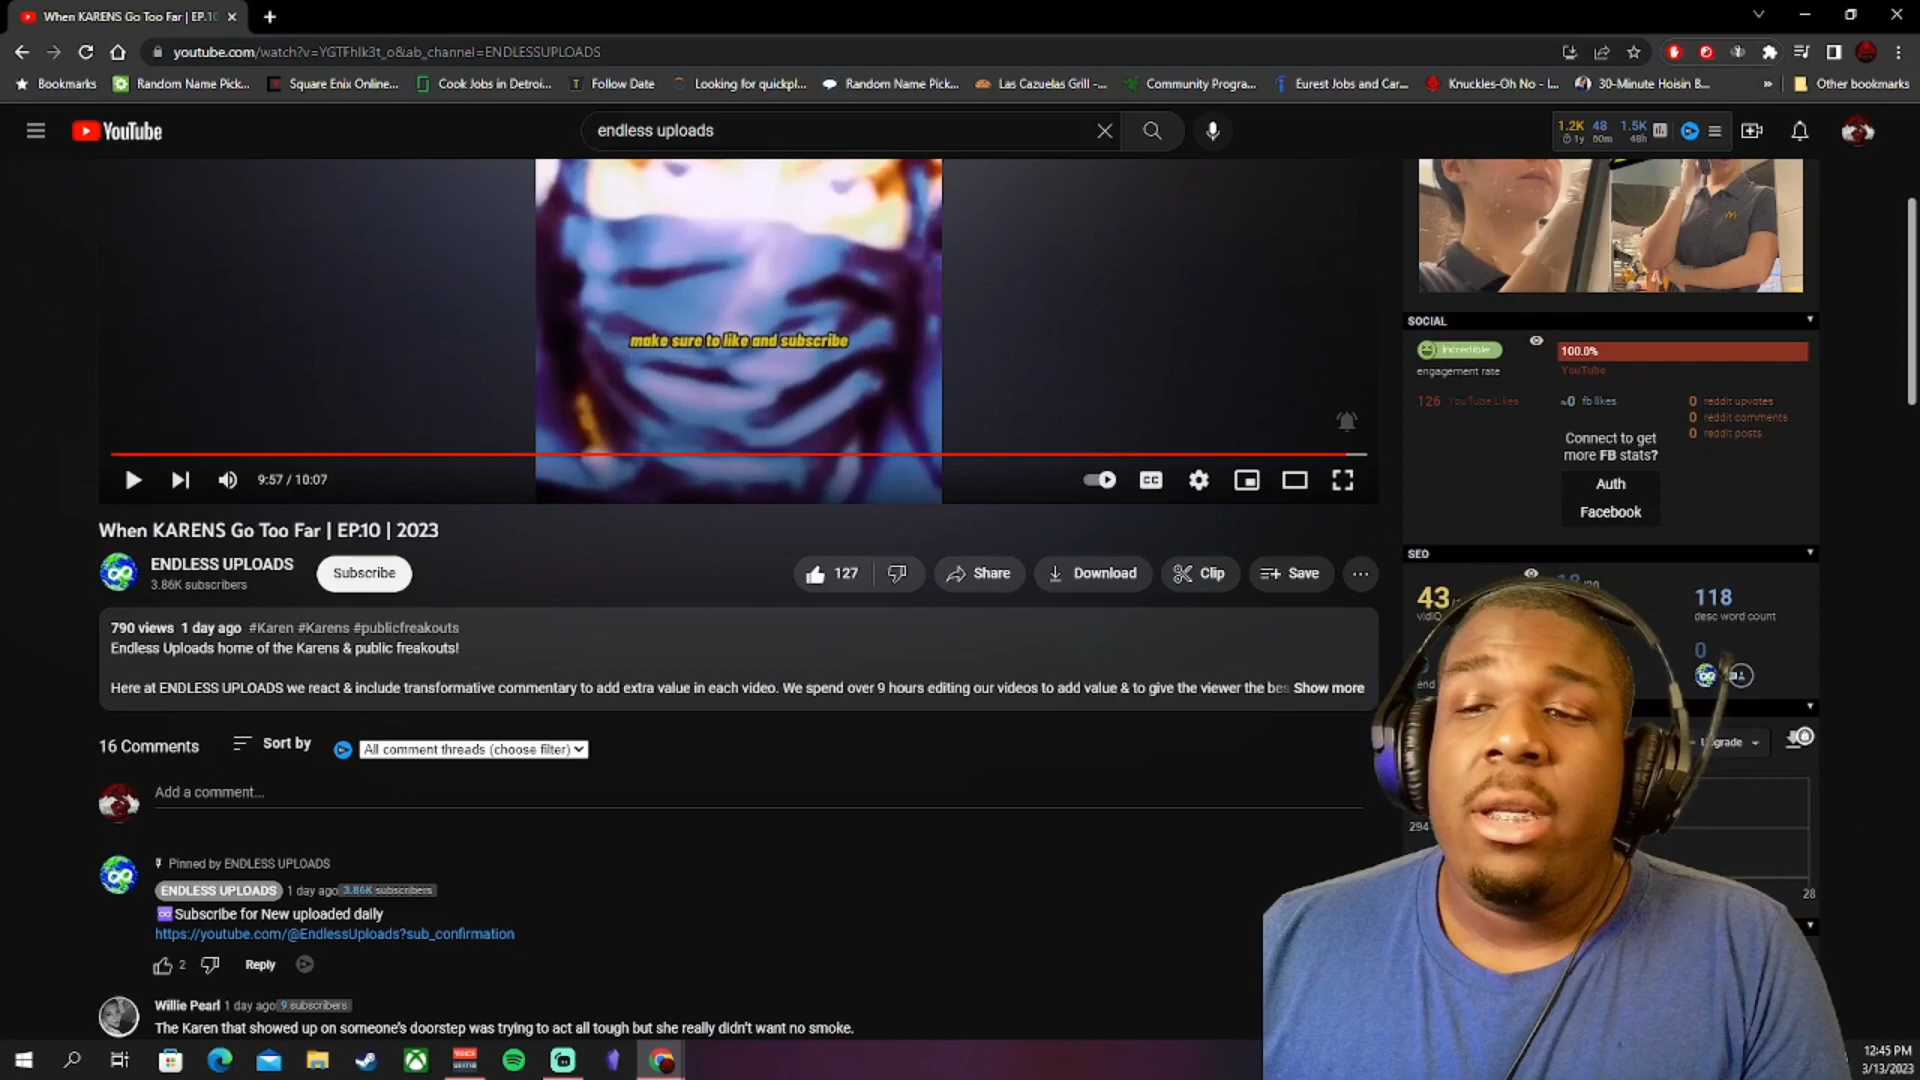 When KARENS Go Too Far | EP.10
youtube.com/watch?v=YGTFhlk3t_o&ab_channel=ENDLESSUPLOADS
Bookmarks
Random Name Pick...
Square Enix Online...
Cook Jobs in Detroi...
Follow Date
Looking for quickpl...
Random Name Pick...
Las Cazuelas Grill -...
Community Progra...
Eurest Jobs and Car...
Knuckles-Oh No - I...
30-Minute Hoisin B...
Other bookmarks
YouTube
endless uploads
1.2K 48 1.5K
1y 60m 48h
make sure to like and subscribe
SOCIAL
Incredible
engagement rate
100.0%
YouTube
126 YouTube Likes
0 fb likes
0 reddit upvotes
0 reddit comments
0 reddit posts
Connect to get
more FB stats?
Auth
Facebook
9:57 / 10:07
CC
When KARENS Go Too Far | EP.10 | 2023
ENDLESS UPLOADS
3.86K subscribers
Subscribe
127
Share
Download
Clip
Save
SEO
43
118
desc word count
0
790 views 1 day ago #Karen #Karens #publicfreakouts
Endless Uploads home of the Karens & public freakouts!
Here at ENDLESS UPLOADS we react & include transformative commentary to add extra value in each video. We spend over 9 hours editing our videos to add value & to give the viewer the bes Show more
16 Comments
Sort by
All comment threads (choose filter)
Add a comment...
294
28
Pinned by ENDLESS UPLOADS
ENDLESS UPLOADS 1 day ago 3.86K subscribers
Subscribe for New uploaded daily
https://youtube.com/@EndlessUploads?sub_confirmation
2
Reply
Willie Pearl 1 day ago 9 subscribers
The Karen that showed up on someone's doorstep was trying to act all tough but she really didn't want no smoke.
12:45 PM
3/13/2023